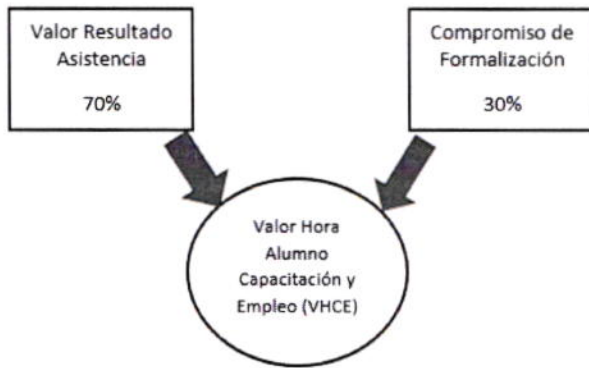 Valor Resultado
Asistencia
70%
Compromiso de
Formalización
30%
Valor Hora
Alumno
Capacitación y
Empleo (VHCE)